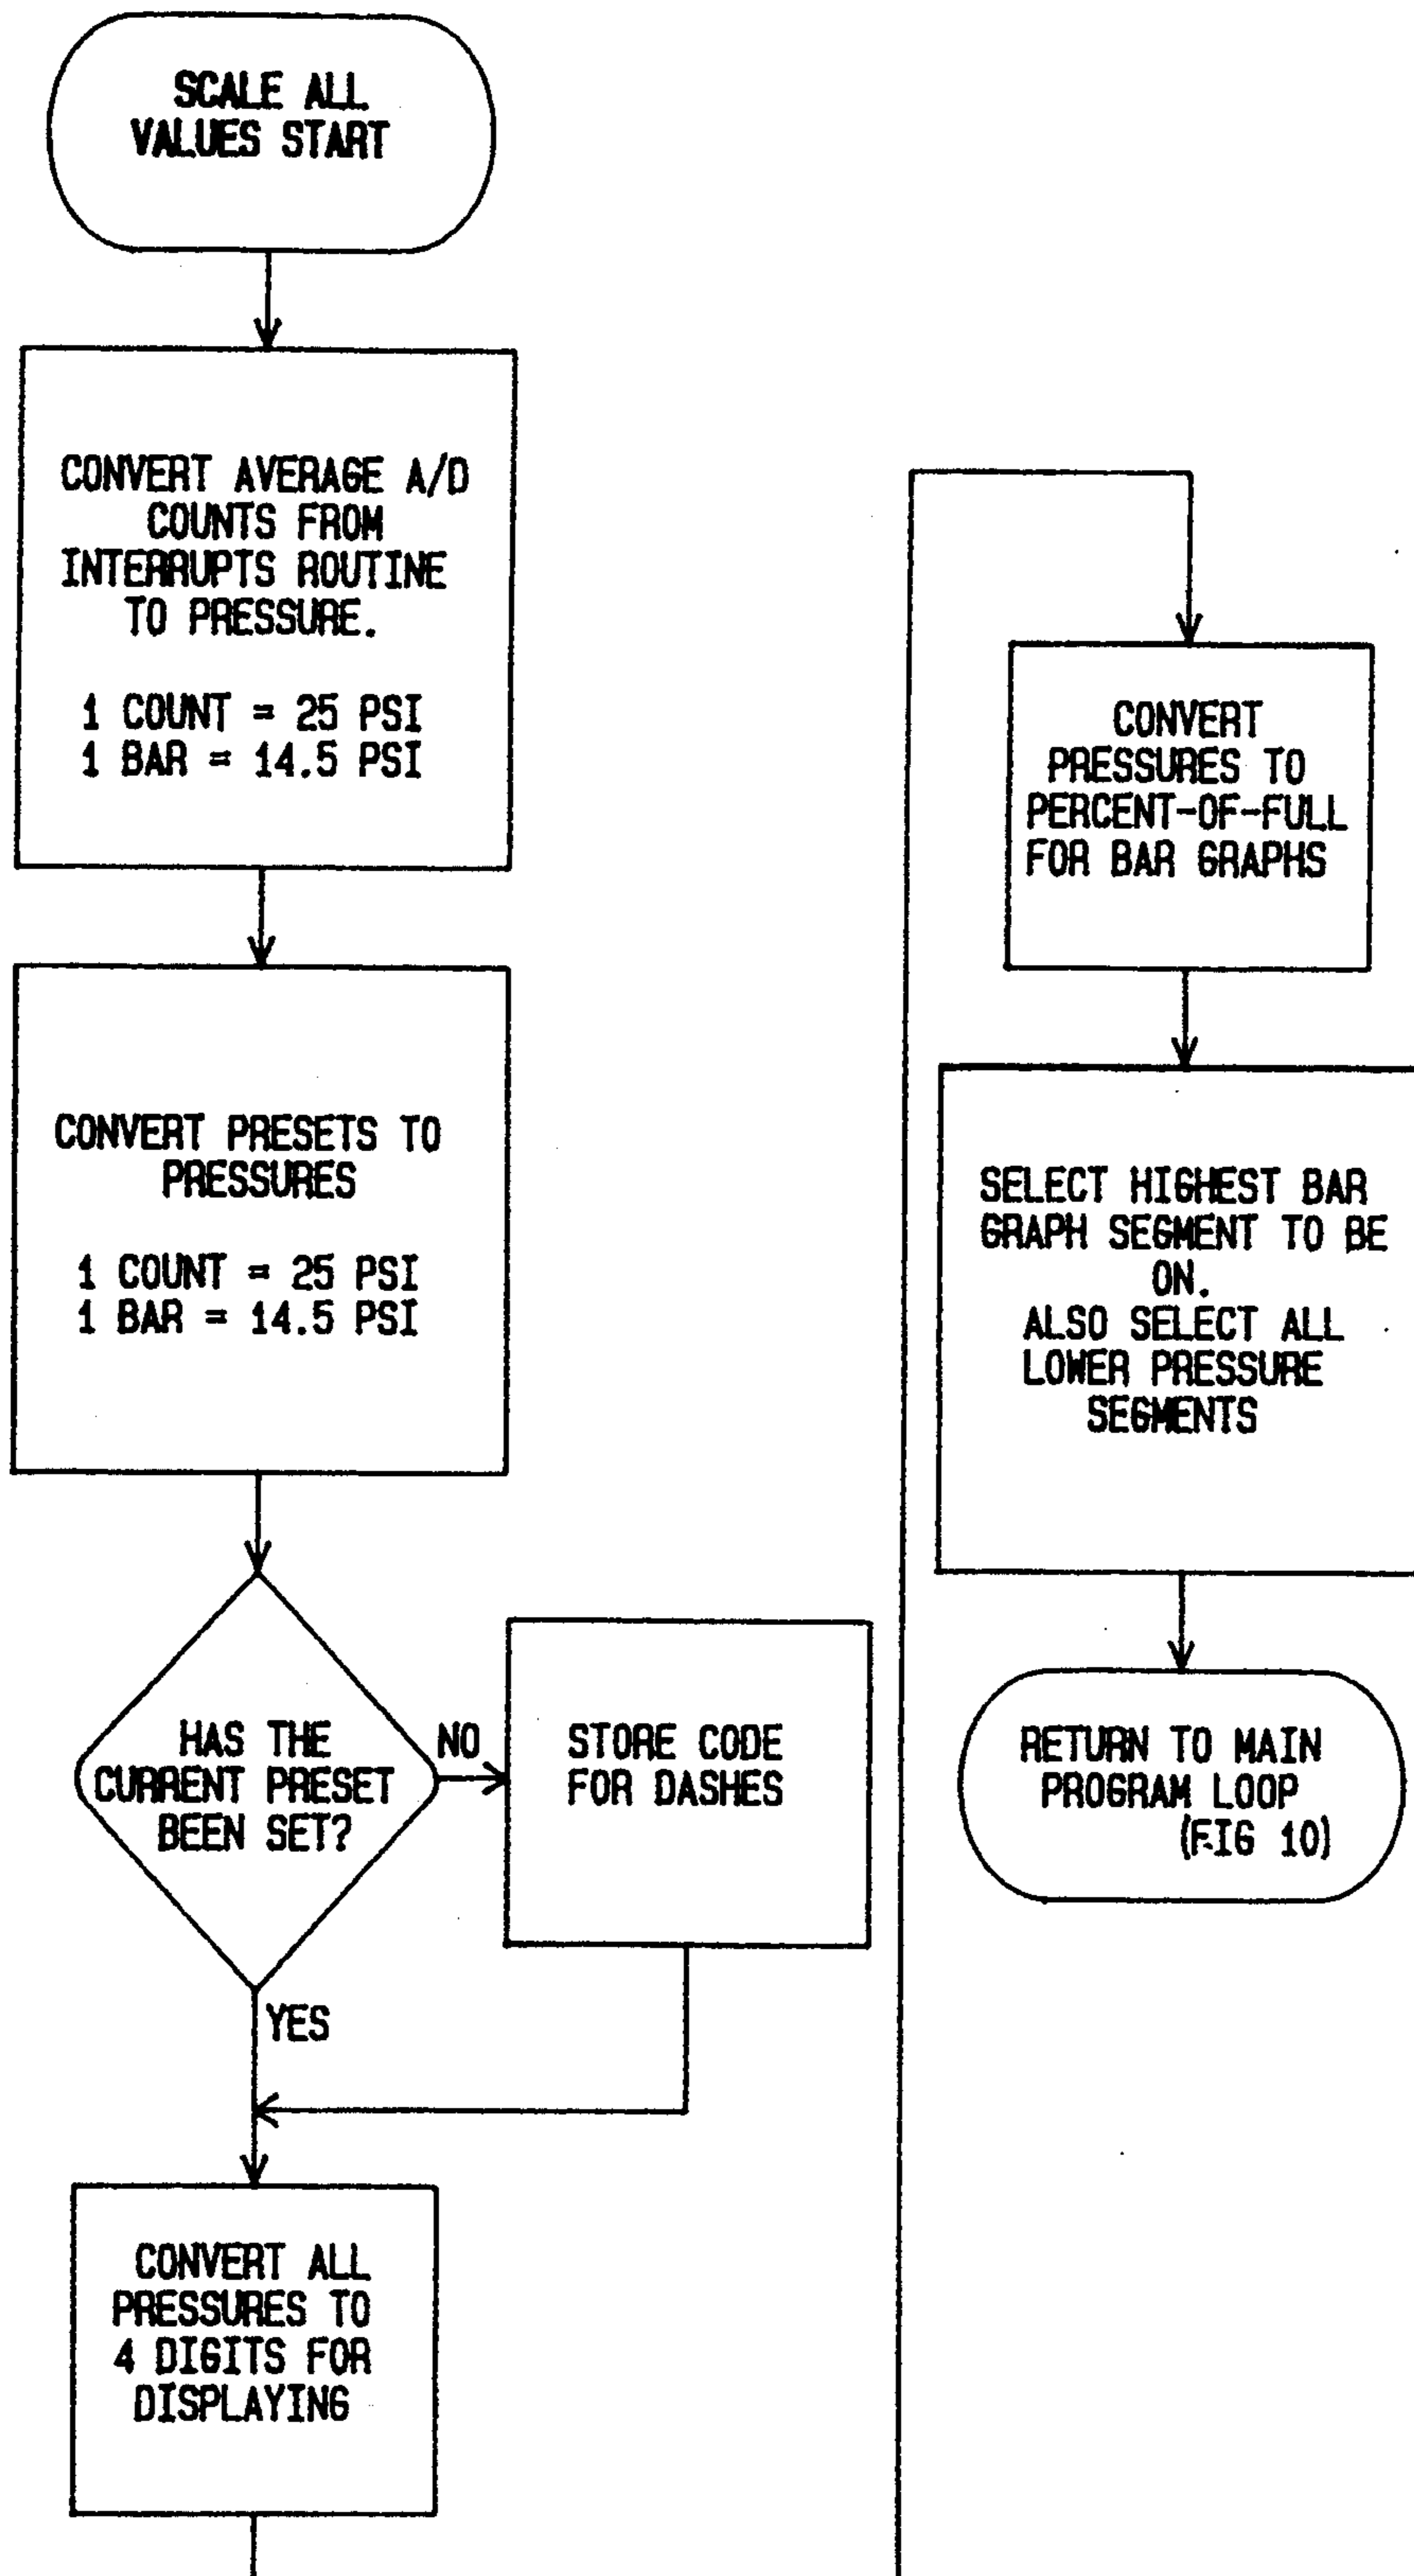 SCALE ALL
VALUES START
CONVERT AVERAGE A/D
COUNTS FROM
INTERRUPTS ROUTINE
TO PRESSURE.
1 COUNT = 25 PSI
1 BAR = 14.5 PSI
CONVERT PRESETS TO
PRESSURES
1 COUNT = 25 PSI
1 BAR = 14.5 PSI
HAS THE
CURRENT PRESET
BEEN SET?
NO
STORE CODE
FOR DASHES
YES
CONVERT ALL
PRESSURES TO
4 DIGITS FOR
DISPLAYING
CONVERT
PRESSURES TO
PERCENT-OF-FULL
FOR BAR GRAPHS
SELECT HIGHEST BAR
GRAPH SEGMENT TO BE
ON.
ALSO SELECT ALL
LOWER PRESSURE
SEGMENTS
RETURN TO MAIN
PROGRAM LOOP
(FIG 10)